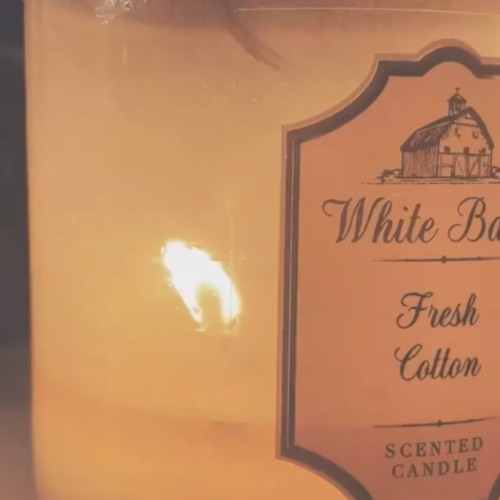 White Ba
Fresh
Cotton
SCENTED
CANDLE